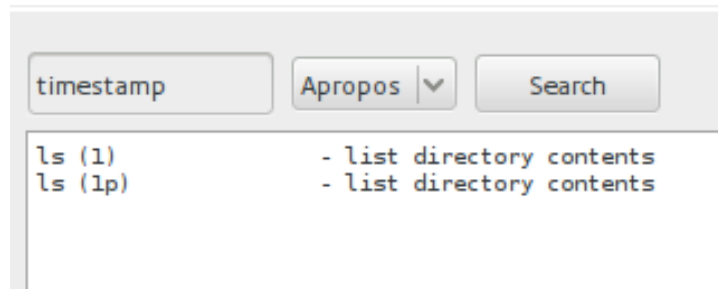 timestamp Apropos Search
ls (1) - list directory contents
ls (1p) - list directory contents